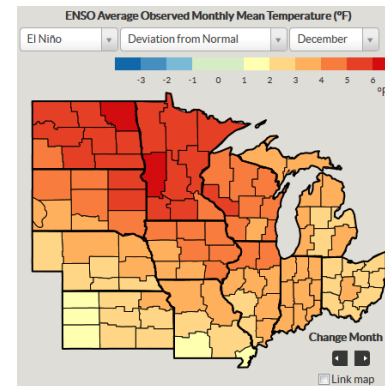 ENSO Average Observed Monthly Mean Temperature (°F)
El Niño Deviation from Normal December
-3 -2 -1 0 1 2 3 4 5 6
°F
Change Month
Link map